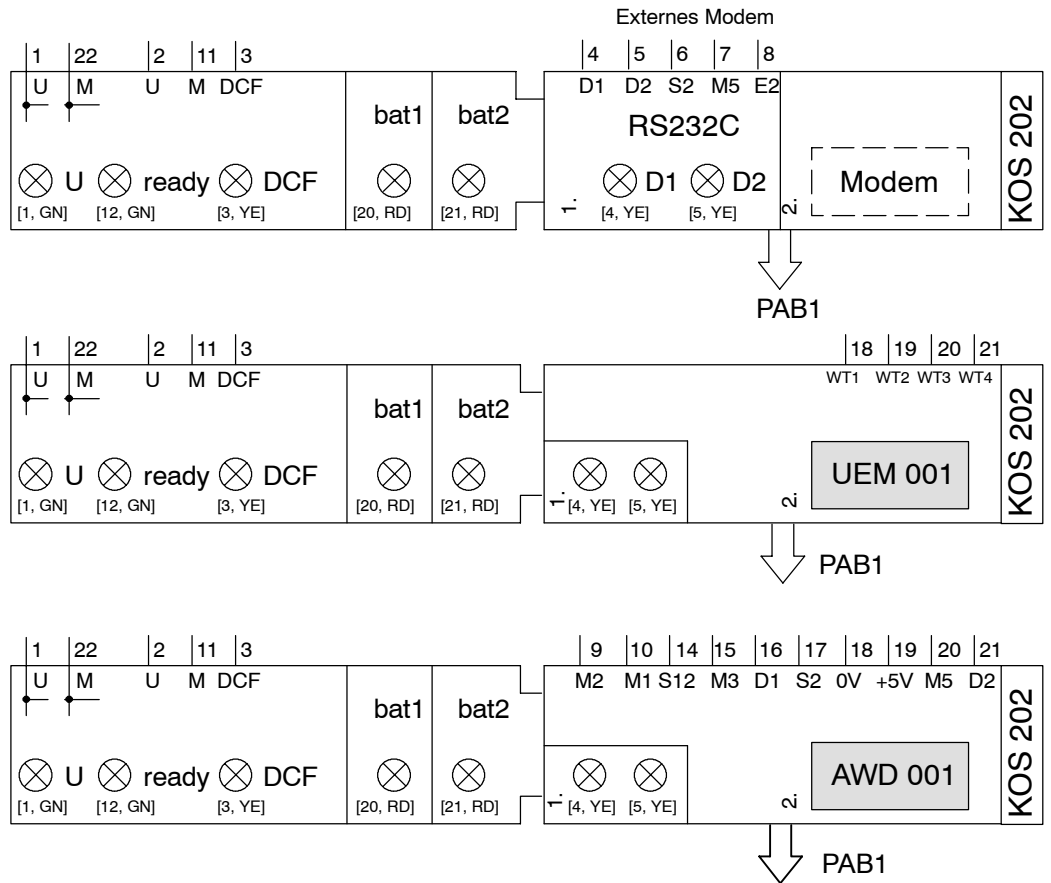 Externes Modem
1 22 2 11 3 4 5 6 7 8
U M U M DCF D1 D2 S2 M5 E2
bat1 bat2 RS232C
U ready DCF D1 D2 Modem
[1, GN] [12, GN] [3, YE] [20, RD] [21, RD] 1. [4, YE] [5, YE] 2.
KOS 202
PAB1
1 22 2 11 3 18 19 20 21
U M U M DCF WT1 WT2 WT3 WT4
bat1 bat2
U ready DCF UEM 001
[1, GN] [12, GN] [3, YE] [20, RD] [21, RD] 1. [4, YE] [5, YE] 2.
KOS 202
PAB1
1 22 2 11 3 9 10 14 15 16 17 18 19 20 21
U M U M DCF M2 M1 S12 M3 D1 S2 0V +5V M5 D2
bat1 bat2
U ready DCF AWD 001
[1, GN] [12, GN] [3, YE] [20, RD] [21, RD] 1. [4, YE] [5, YE] 2.
KOS 202
PAB1